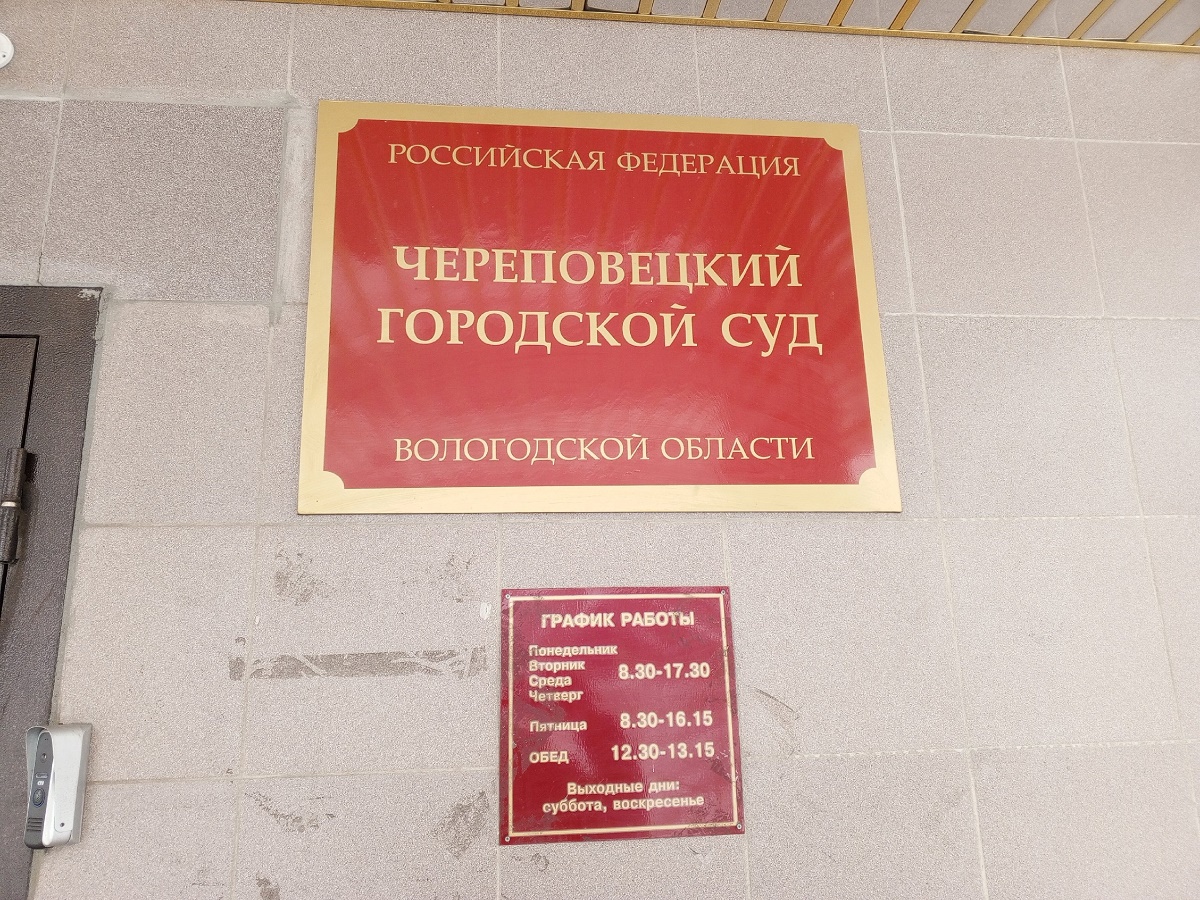 РОССИЙСКАЯ ФЕДЕРАЦИЯ
ЧЕРЕПОВЕЦКИЙ
ГОРОДСКОЙ СУД
ВОЛОГОДСКОЙ ОБЛАСТИ
ГРАФИК РАБОТЫ
Понедельник
Вторник
Среда
Четверг
8.30-17.30
Пятница 8.30-16.15
ОБЕД 12.30-13.15
Выходные дни:
суббота, воскресенье